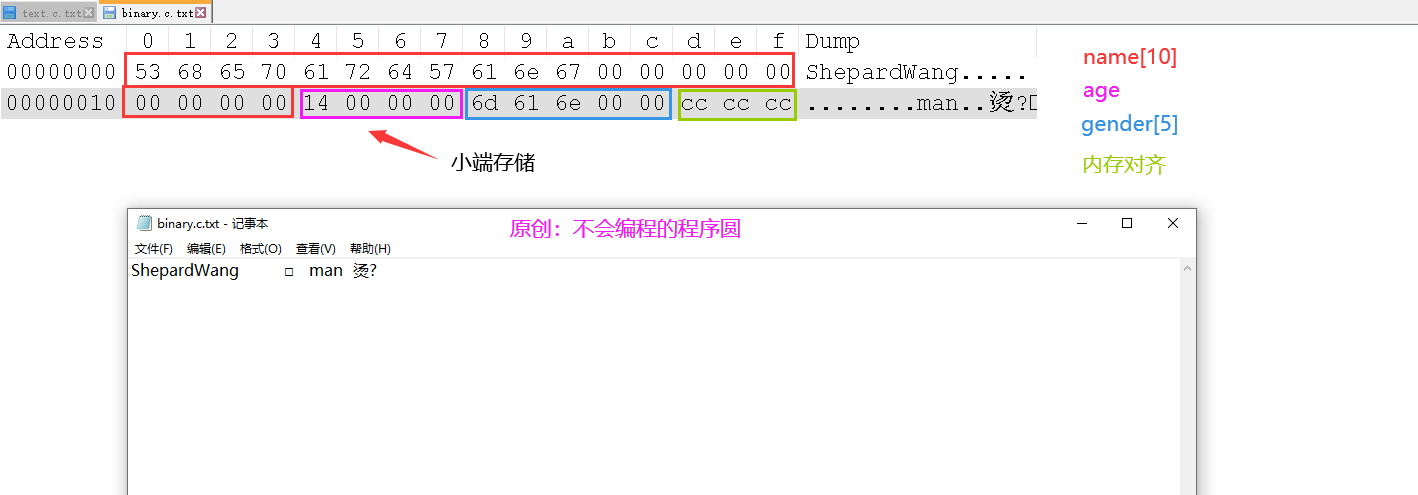 text.c.txt binary.c.txt
Address 0 1 2 3 4 5 6 7 8 9 a b c d e f Dump
00000000 53 68 65 70 61 72 64 57 61 6e 67 00 00 00 00 00 ShepardWang.....
00000010 00 00 00 00 14 00 00 00 6d 61 6e 00 00 cc cc cc ........man..烫?□
name[10]
age
gender[5]
内存对齐
小端存储
binary.c.txt - 记事本
原创：不会编程的程序圆
文件(F) 编辑(E) 格式(O) 查看(V) 帮助(H)
ShepardWang □ man 烫?